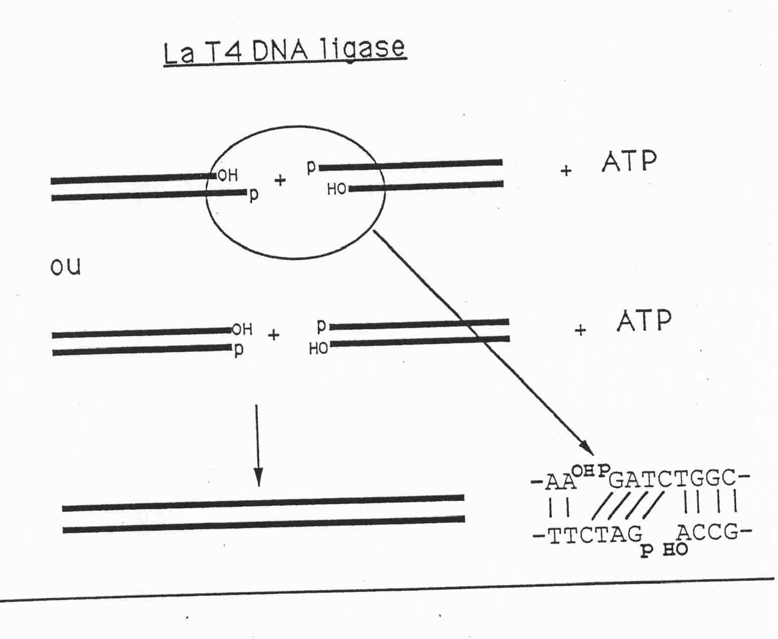 La T4 DNA ligase
OH + p + ATP
p HO
ou
OH + p + ATP
p HO
-AA OH P GATCTGGC-
-TTCTAG P HO ACCG-